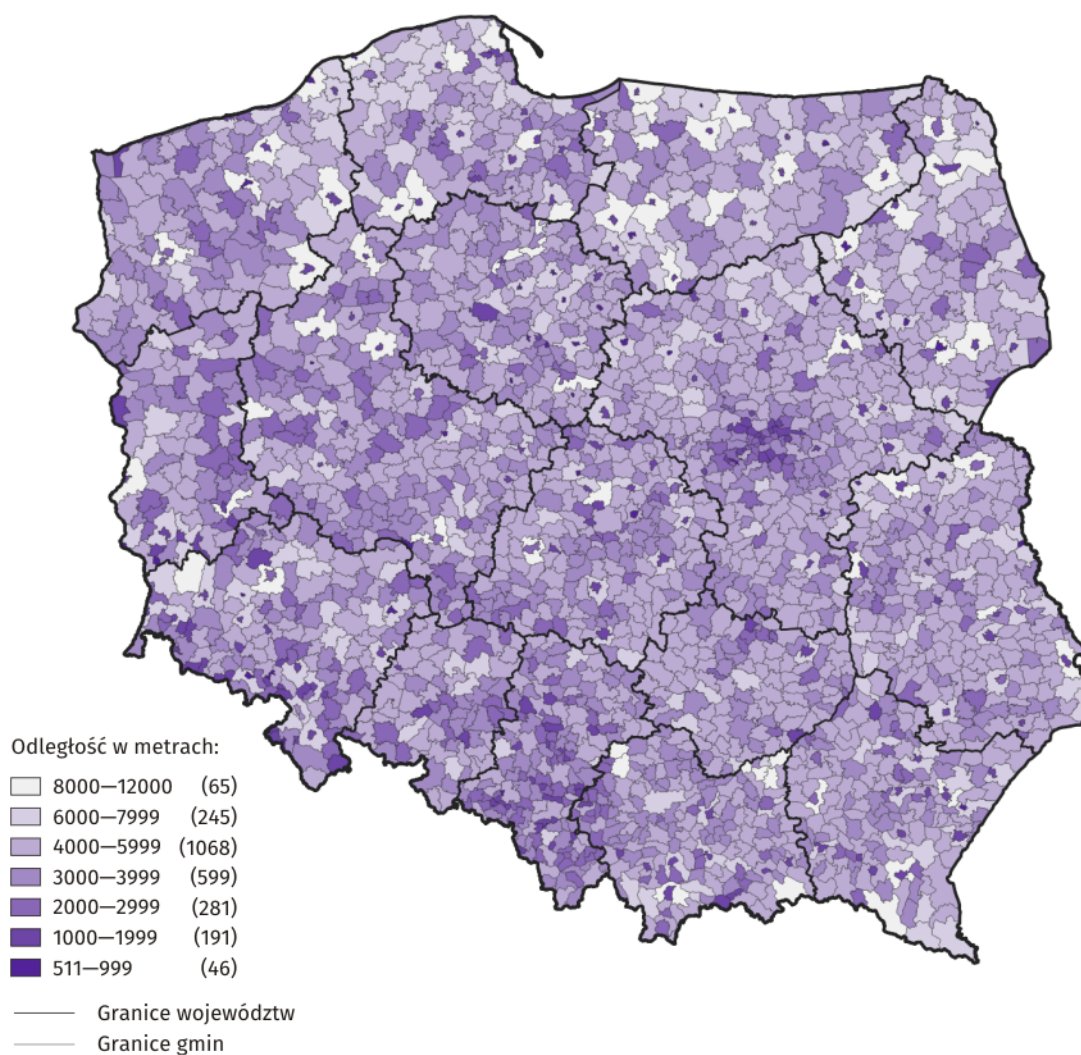 Odległość w metrach:
8000—12000 (65)
6000—7999 (245)
4000—5999 (1068)
3000—3999 (599)
2000—2999 (281)
1000—1999 (191)
511—999 (46)
Granice województw
Granice gmin